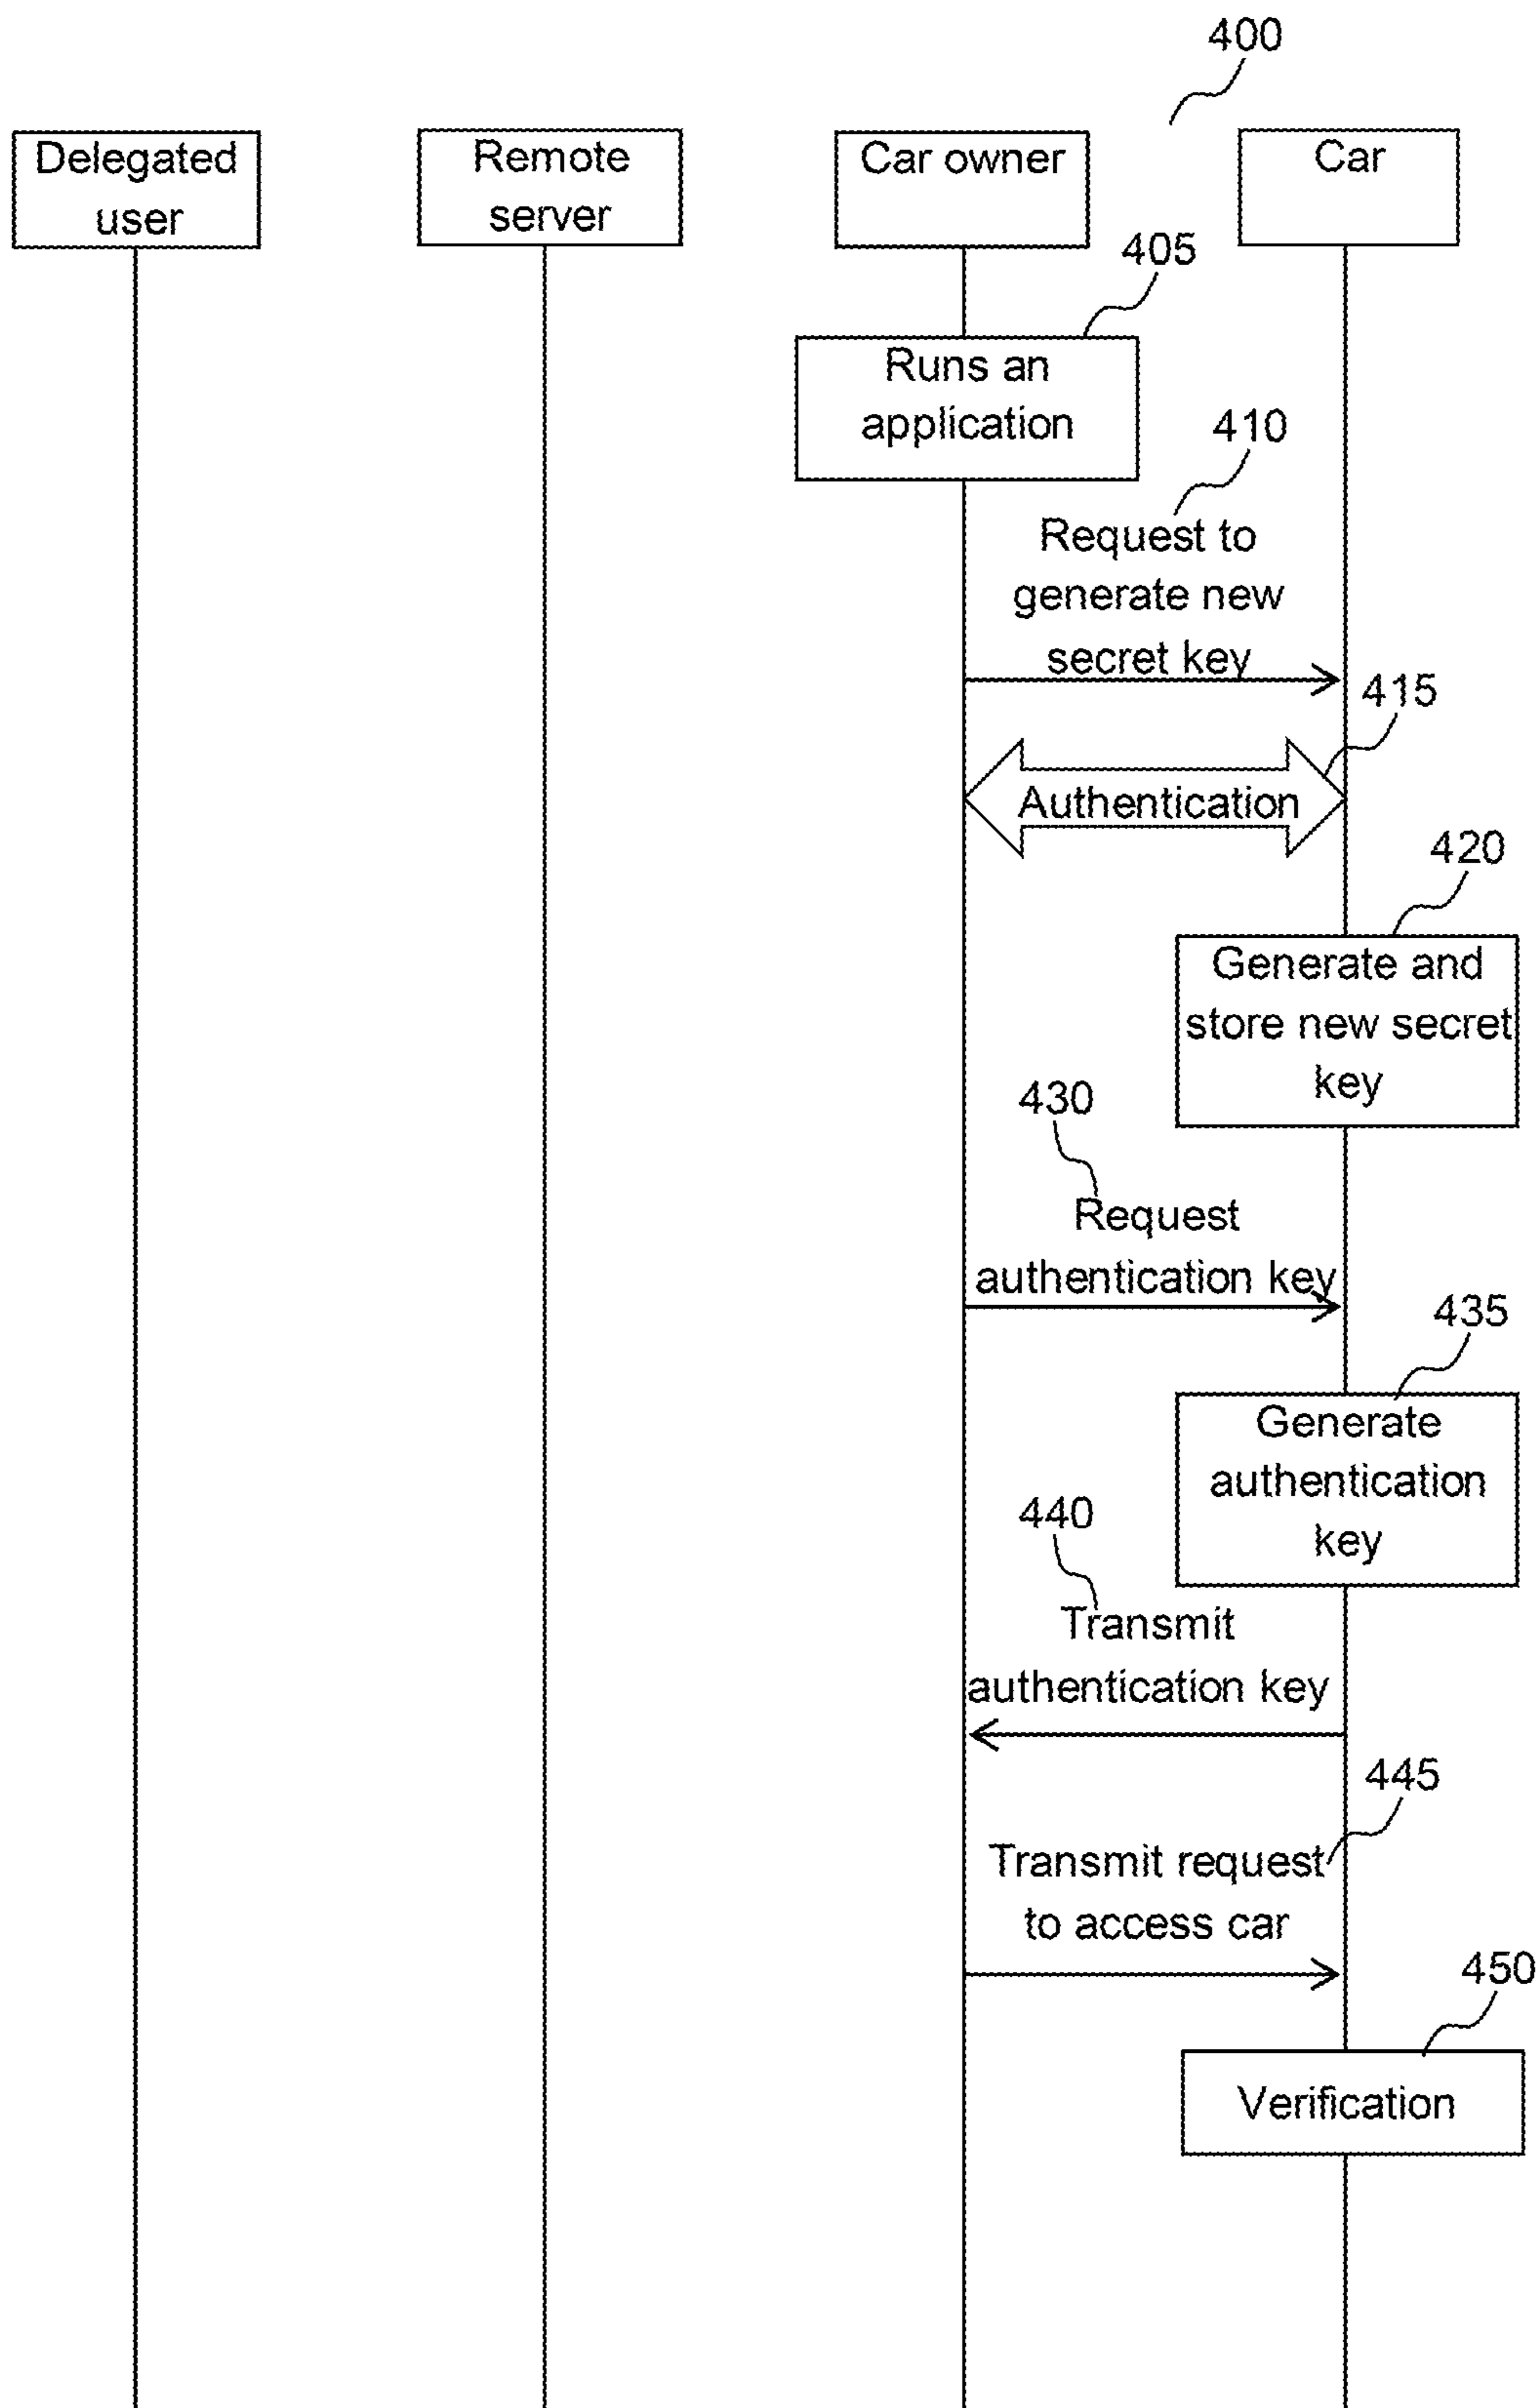 400
Delegated
user
Remote
server
Car owner
Car
405
Runs an
application
410
Request to
generate new
secret key
415
Authentication
420
Generate and
store new secret
key
430
Request
authentication key
435
Generate
authentication
key
440
Transmit
authentication key
445
Transmit request
to access car
450
Verification